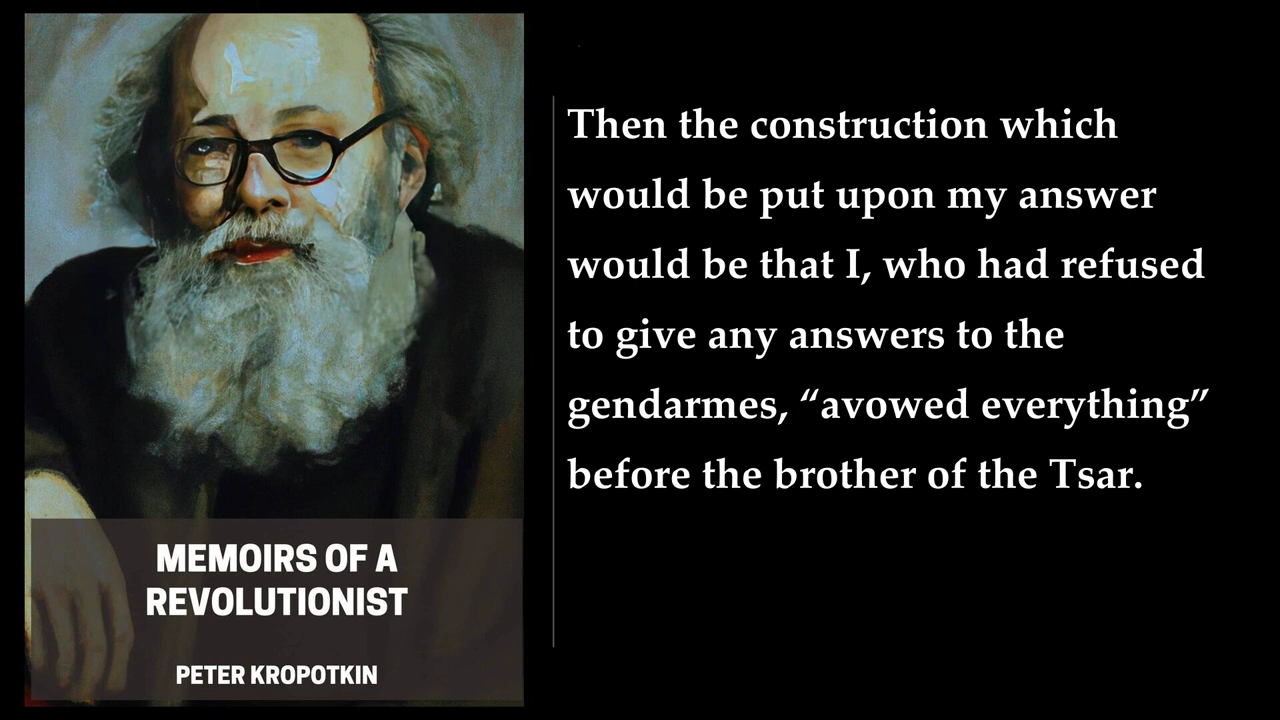 MEMOIRS OF A
REVOLUTIONIST
PETER KROPOTKIN
Then the construction which
would be put upon my answer
would be that I, who had refused
to give any answers to the
gendarmes, “avowed everything”
before the brother of the Tsar.